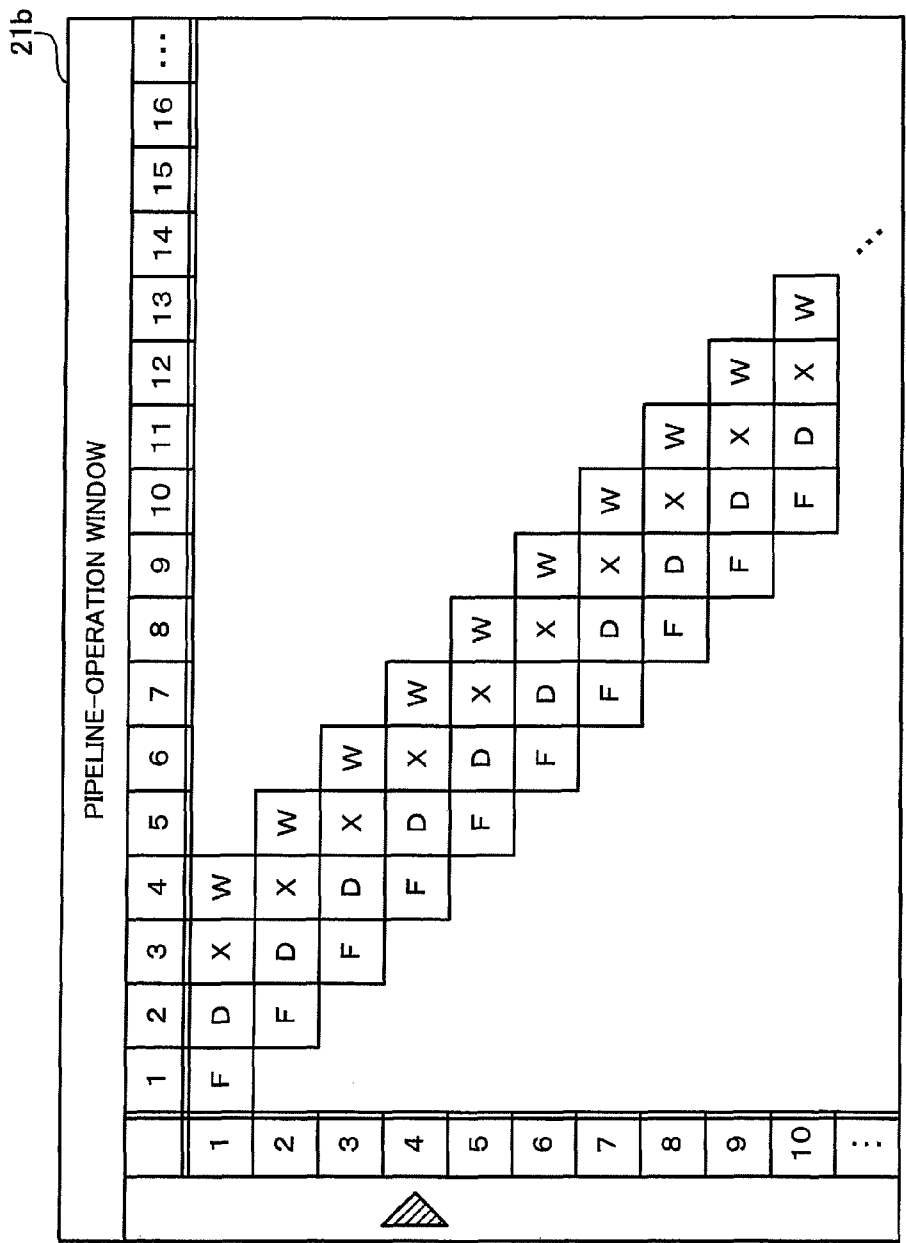 21b
PIPELINE-OPERATION WINDOW
1 2 3 4 5 6 7 8 9 10 11 12 13 14 15 16 ...
1 F D X W
2 F D X W
3 F D X W
4 F D X W
5 F D X W
6 F D X W
7 F D X W
8 F D X W
9 F D X W
10 F D X W
... ...